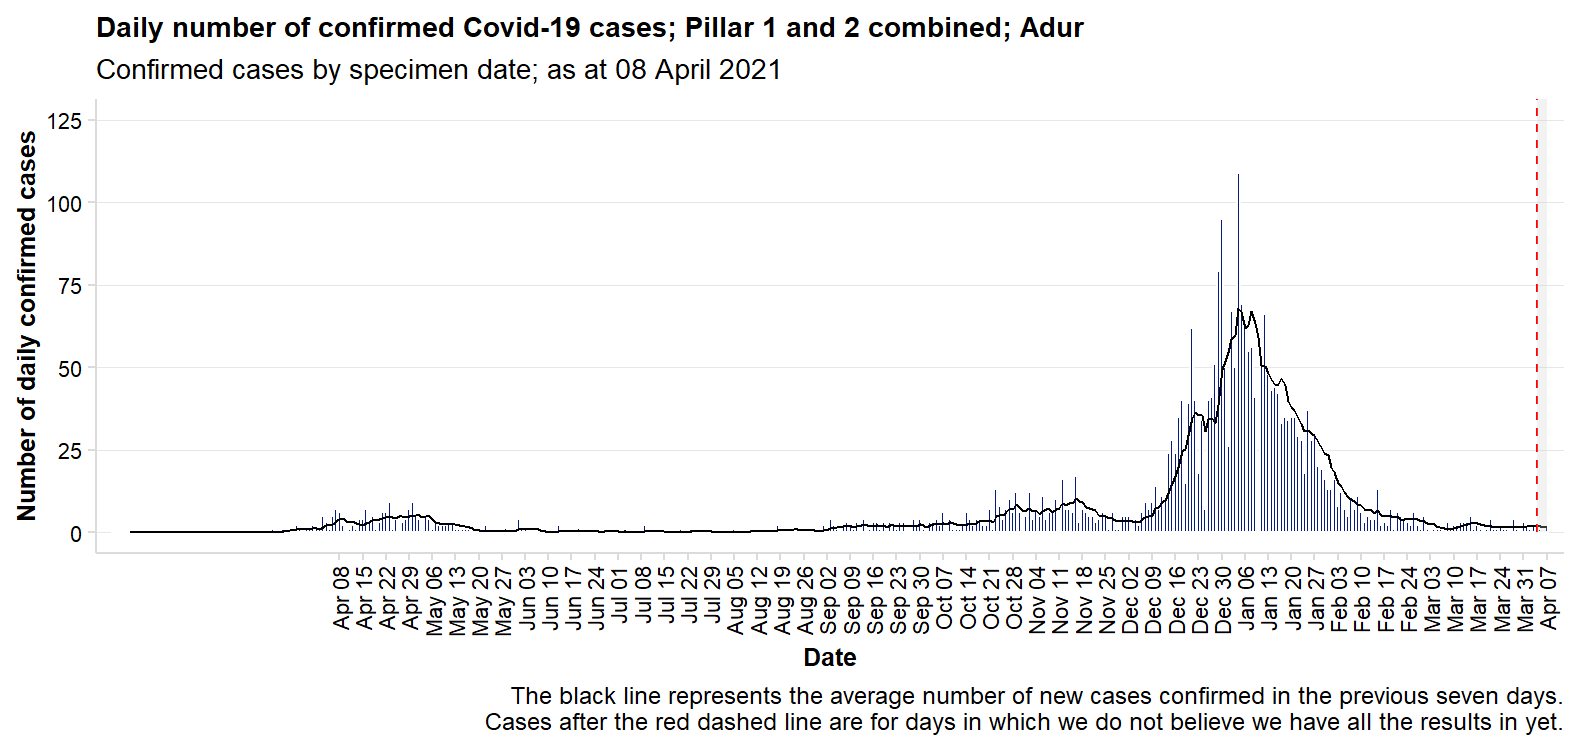 Daily number of confirmed Covid-19 cases; Pillar 1 and 2 combined; Adur
Confirmed cases by specimen date; as at 08 April 2021
Number of daily confirmed cases
125
100
75
50
25
0
Apr 08
Apr 15
Apr 22
Apr 29
May 06
May 13
May 20
May 27
Jun 03
Jun 10
Jun 17
Jun 24
Jul 01
Jul 08
Jul 15
Jul 22
Jul 29
Aug 05
Aug 12
Aug 19
Aug 26
Sep 02
Sep 09
Sep 16
Sep 23
Sep 30
Oct 07
Oct 14
Oct 21
Oct 28
Nov 04
Nov 11
Nov 18
Nov 25
Dec 02
Dec 09
Dec 16
Dec 23
Dec 30
Jan 06
Jan 13
Jan 20
Jan 27
Feb 03
Feb 10
Feb 17
Feb 24
Mar 03
Mar 10
Mar 17
Mar 24
Mar 31
Apr 07
Date
The black line represents the average number of new cases confirmed in the previous seven days.
Cases after the red dashed line are for days in which we do not believe we have all the results in yet.